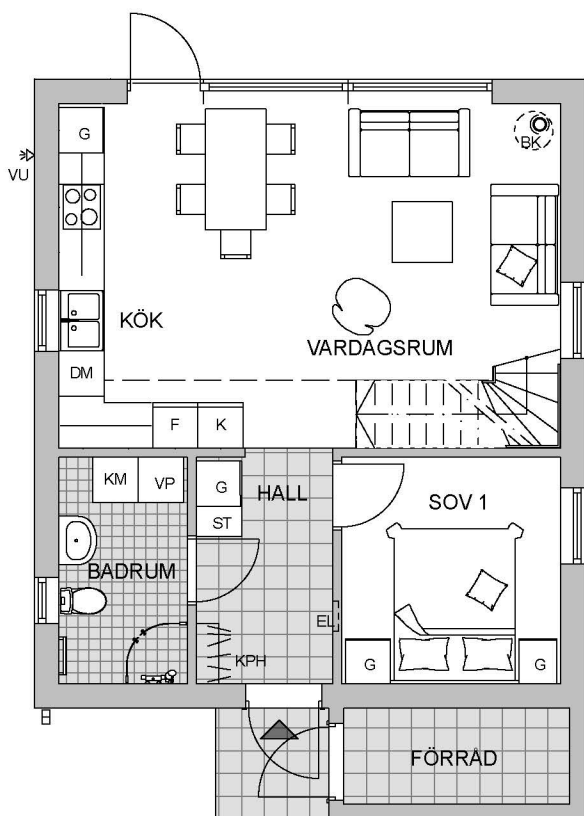 G
BK
VU
KÖK
VARDAGSRUM
DM
F
K
KM
VP
G
HALL
SOV 1
ST
BADRUM
EL
KPH
G
G
FÖRRÅD